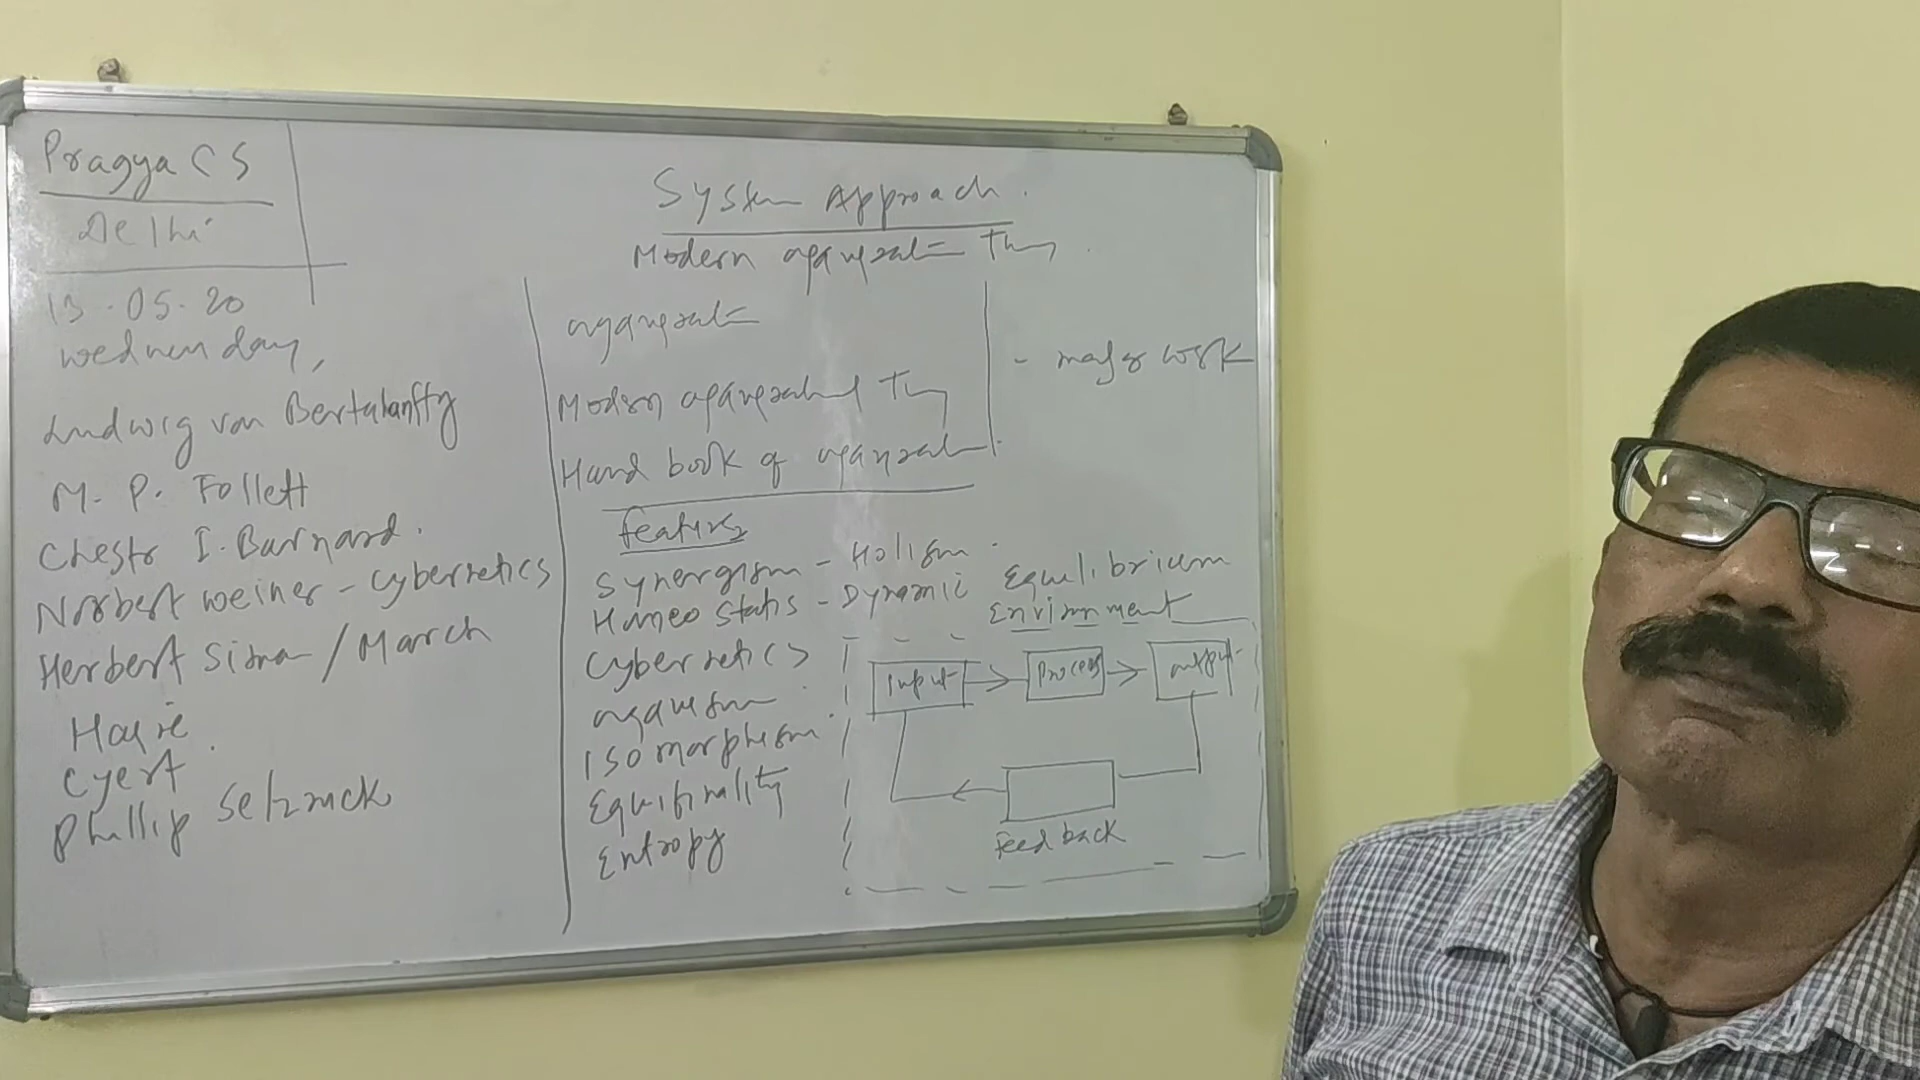 Pragya CS
Delhi
13-05-20
Wednesday,
Ludwig von Bertalanffy
M. P. Follett
Chester I. Barnard.
Norbert Weiner - Cybernetics
Herbert Simon / March
Haire
Cyert
Phillip Selznick
System Approach.
Modern Organization Theory
Organization
Modern Organizational Theory
Hand book of Organization
- Major work
Features
Synergism - Holism
Homeo Statis - Dynamic Equilibrium
Cybernetics
Organism
Isomorphism
Equifinality
Entropy
Environment
Input
Process
Output
Feed back